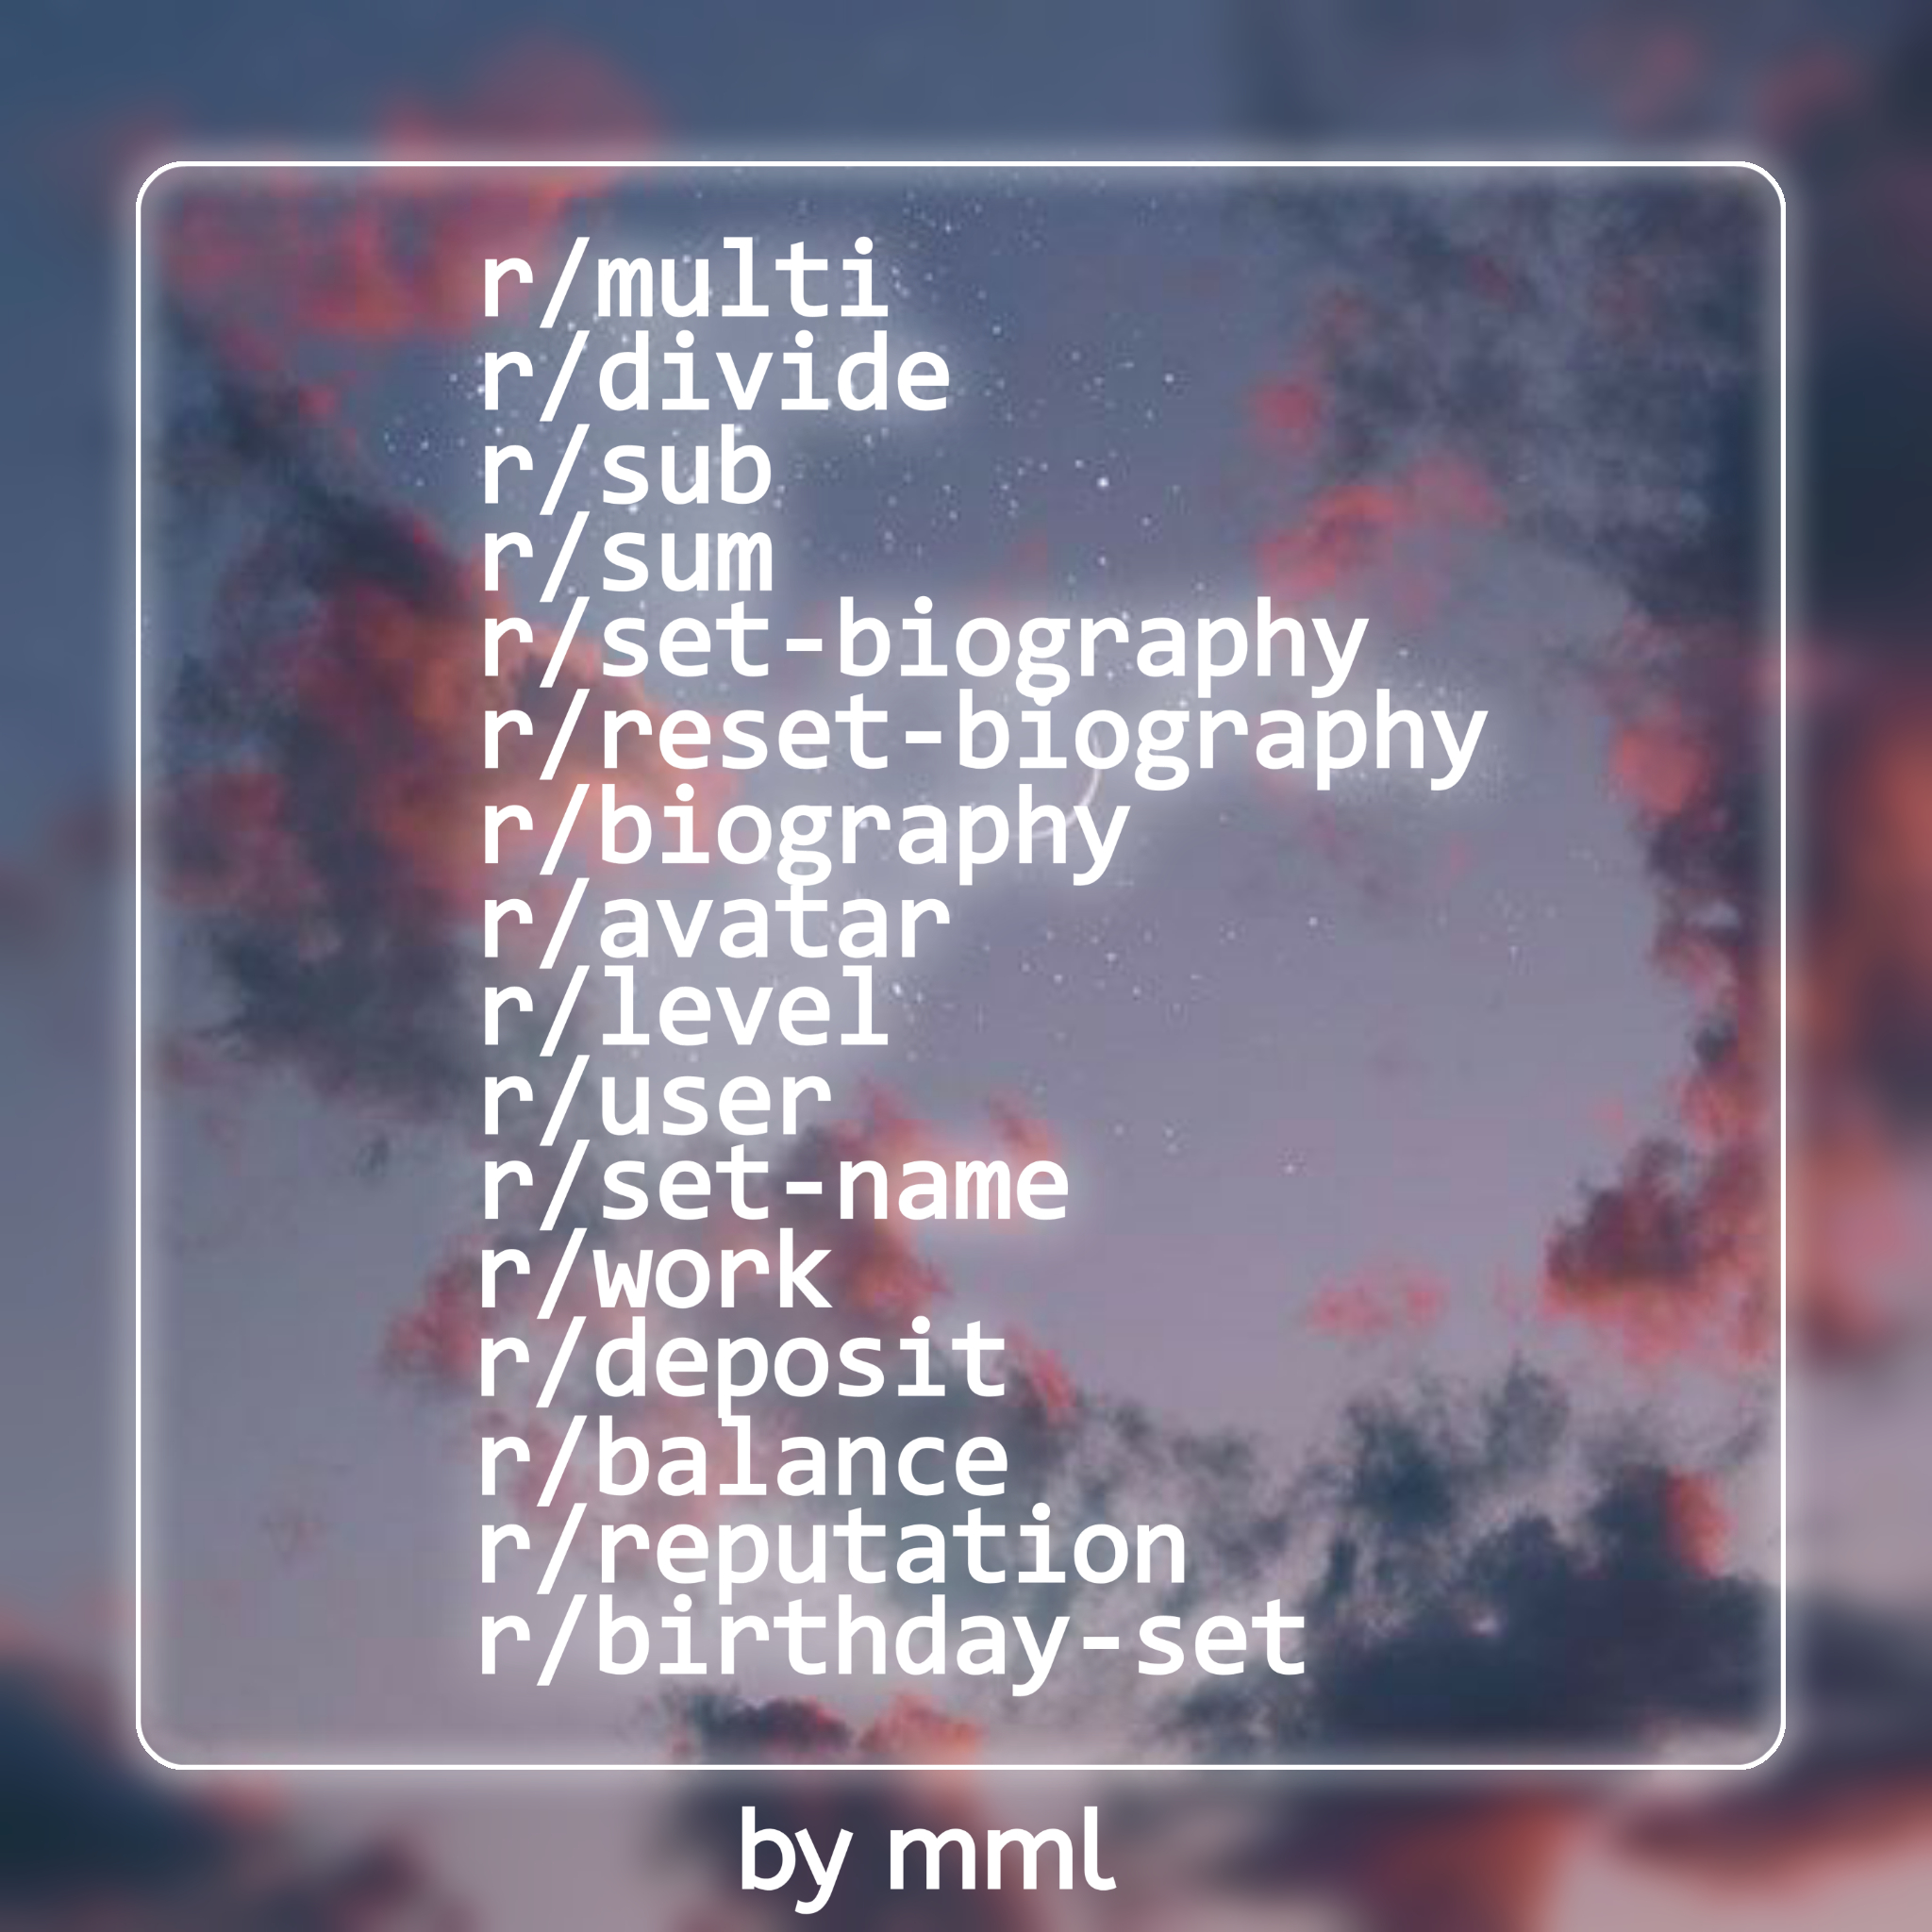 r/multi
r/divide
r/sub
r/sum
r/set-biography
r/reset-biography
r/biography
r/avatar
r/level
r/user
r/set-name
r/work
r/deposit
r/balance
r/reputation
r/birthday-set
by mml